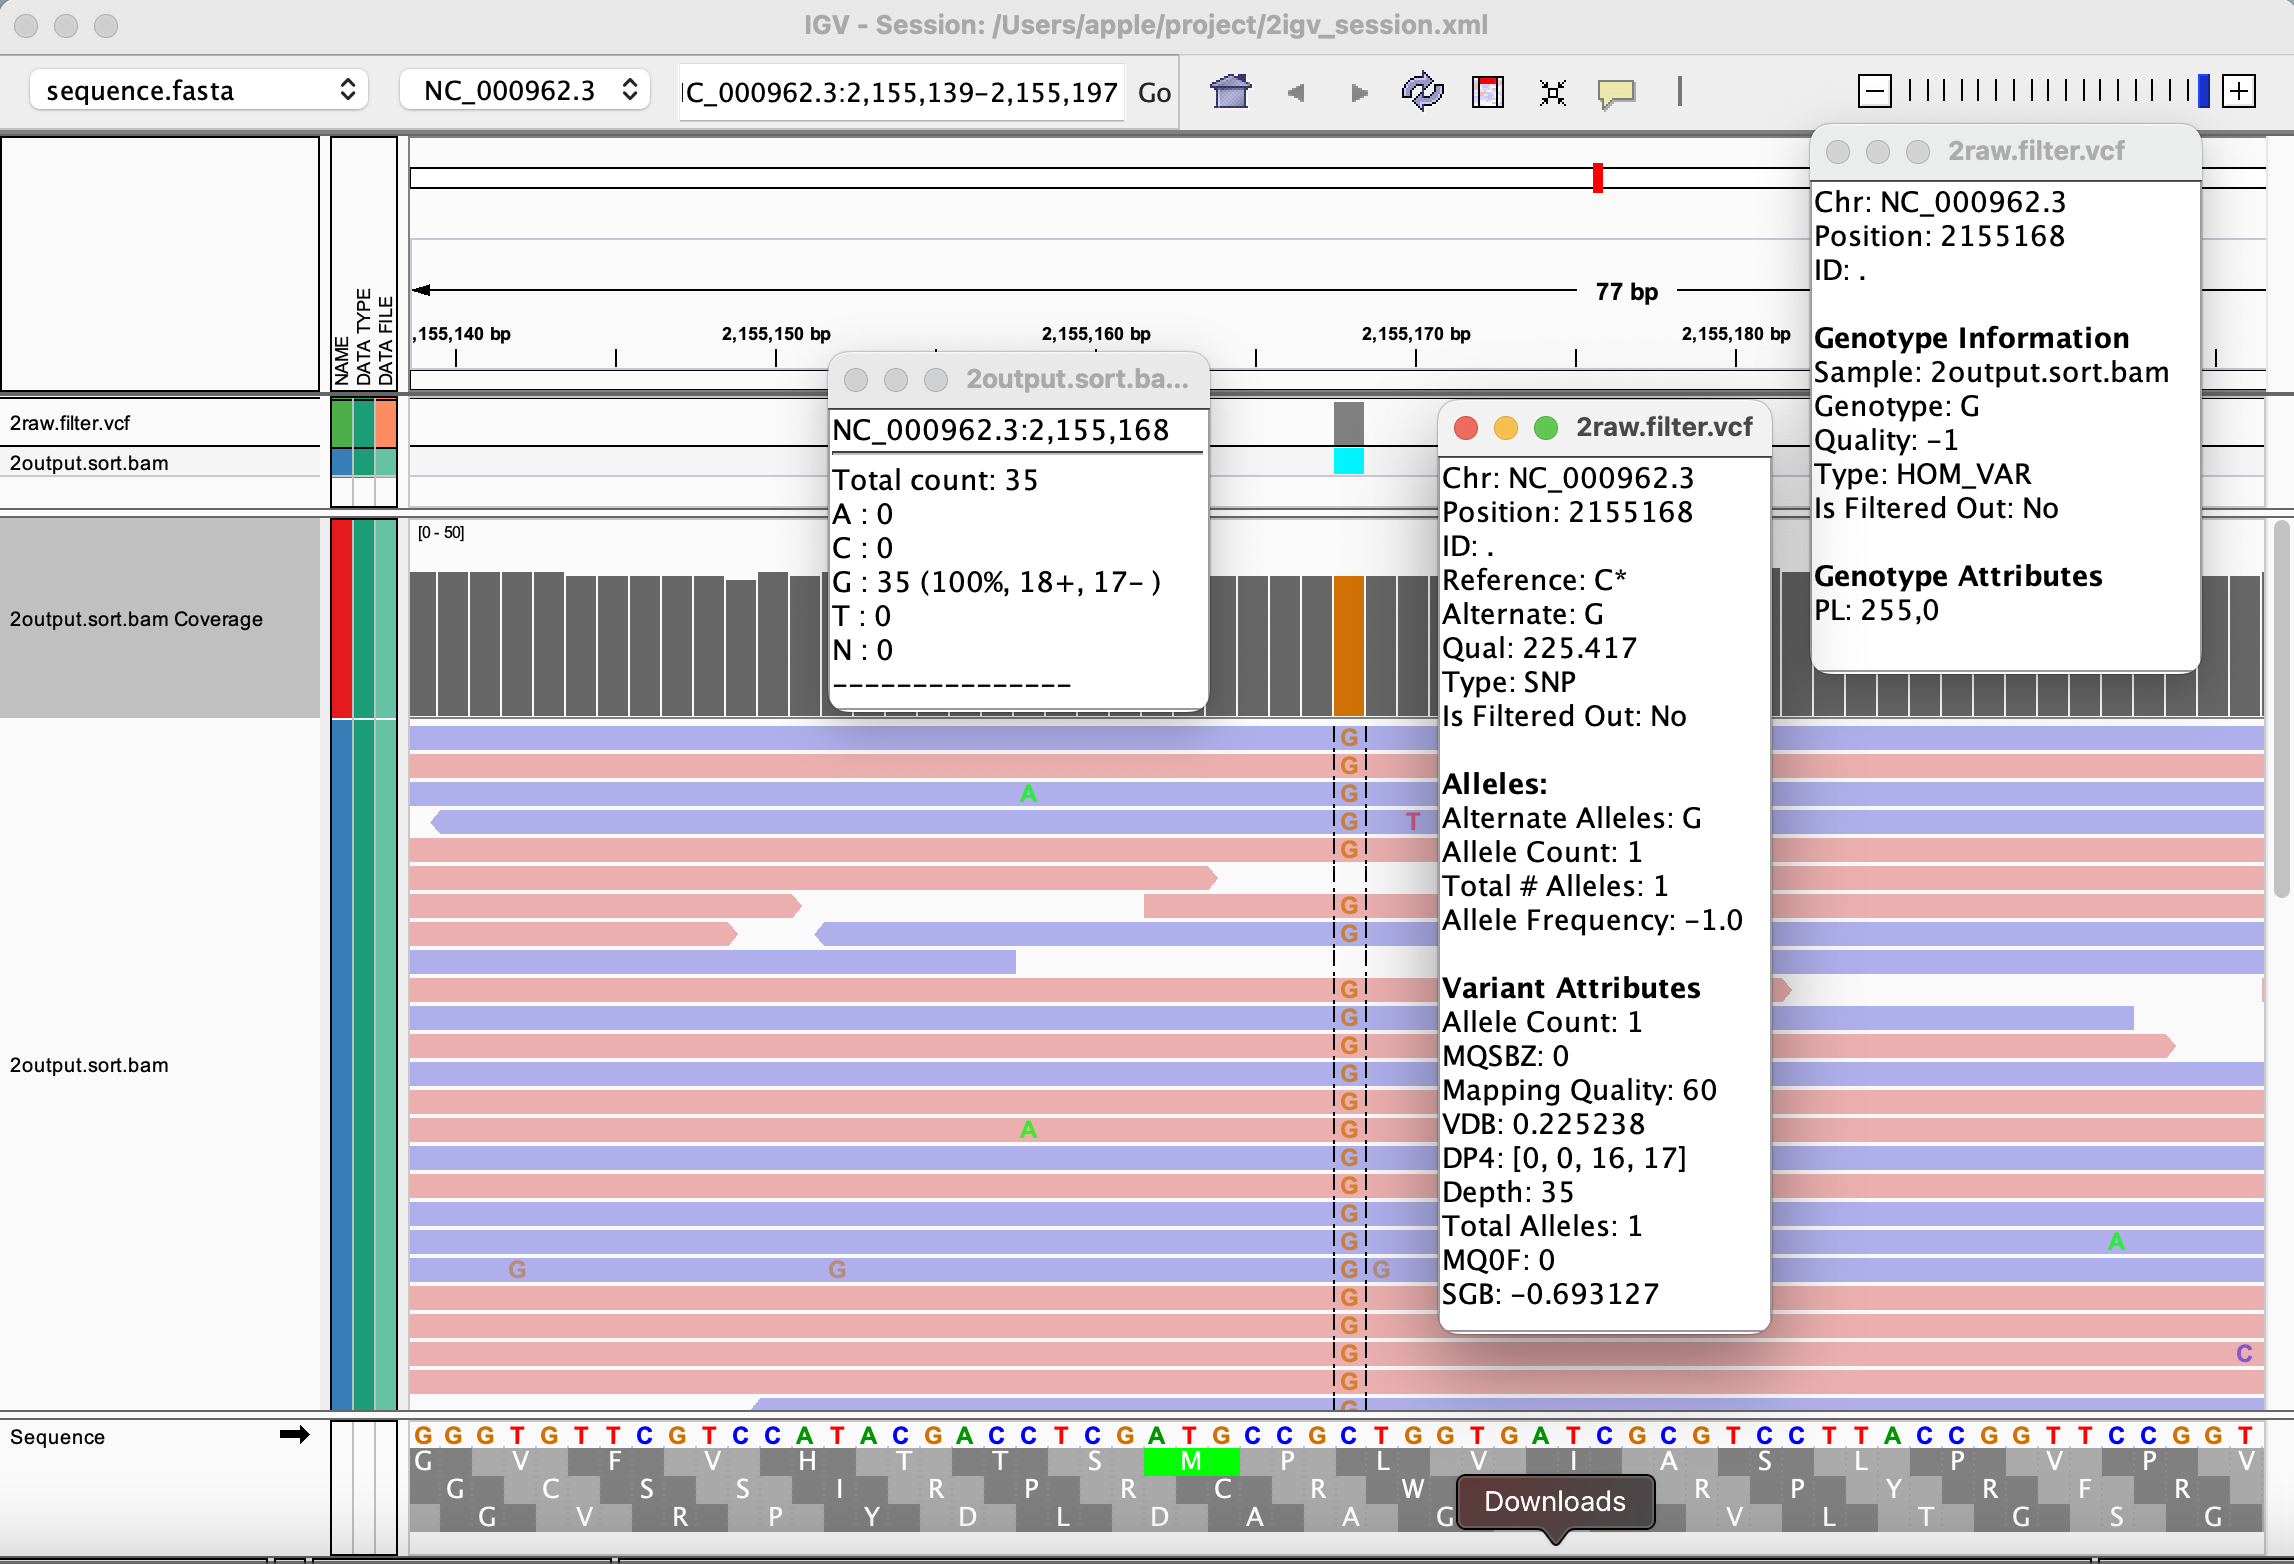 IGV - Session: /Users/apple/project/2igv_session.xml
sequence.fasta NC_000962.3 C_000962.3:2,155,139-2,155,197 Go
77 bp
,155,140 bp 2,155,150 bp 2,155,160 bp 2,155,170 bp 2,155,180 bp
NAME
DATA TYPE
DATA FILE
2raw.filter.vcf
2output.sort.bam
[0 - 50]
2output.sort.bam Coverage
2output.sort.bam
2output.sort.ba...
NC_000962.3:2,155,168
Total count: 35
A : 0
C : 0
G : 35 (100%, 18+, 17- )
T : 0
N : 0
---------------
2raw.filter.vcf
Chr: NC_000962.3
Position: 2155168
ID: .
Reference: C*
Alternate: G
Qual: 225.417
Type: SNP
Is Filtered Out: No
Alleles:
Alternate Alleles: G
Allele Count: 1
Total # Alleles: 1
Allele Frequency: -1.0
Variant Attributes
Allele Count: 1
MQSBZ: 0
Mapping Quality: 60
VDB: 0.225238
DP4: [0, 0, 16, 17]
Depth: 35
Total Alleles: 1
MQ0F: 0
SGB: -0.693127
2raw.filter.vcf
Chr: NC_000962.3
Position: 2155168
ID: .
Genotype Information
Sample: 2output.sort.bam
Genotype: G
Quality: -1
Type: HOM_VAR
Is Filtered Out: No
Genotype Attributes
PL: 255,0
G
G
A G
G T
G
G
G
G
G
G
G
G
A G
G
G
G
G A
G G G G
G
G
G C
G
Sequence
G G G T G T T C G T C C A T A C G A C C T C G A T G C C G C T G G T G A T C G C G T C C T T A C C G G T T C C G G T
G V F V H T T S M P L V I A S L P V P V
G C S S I R P R C R W R P Y R F R
G V R P Y D L D A A G V L T G S G
Downloads